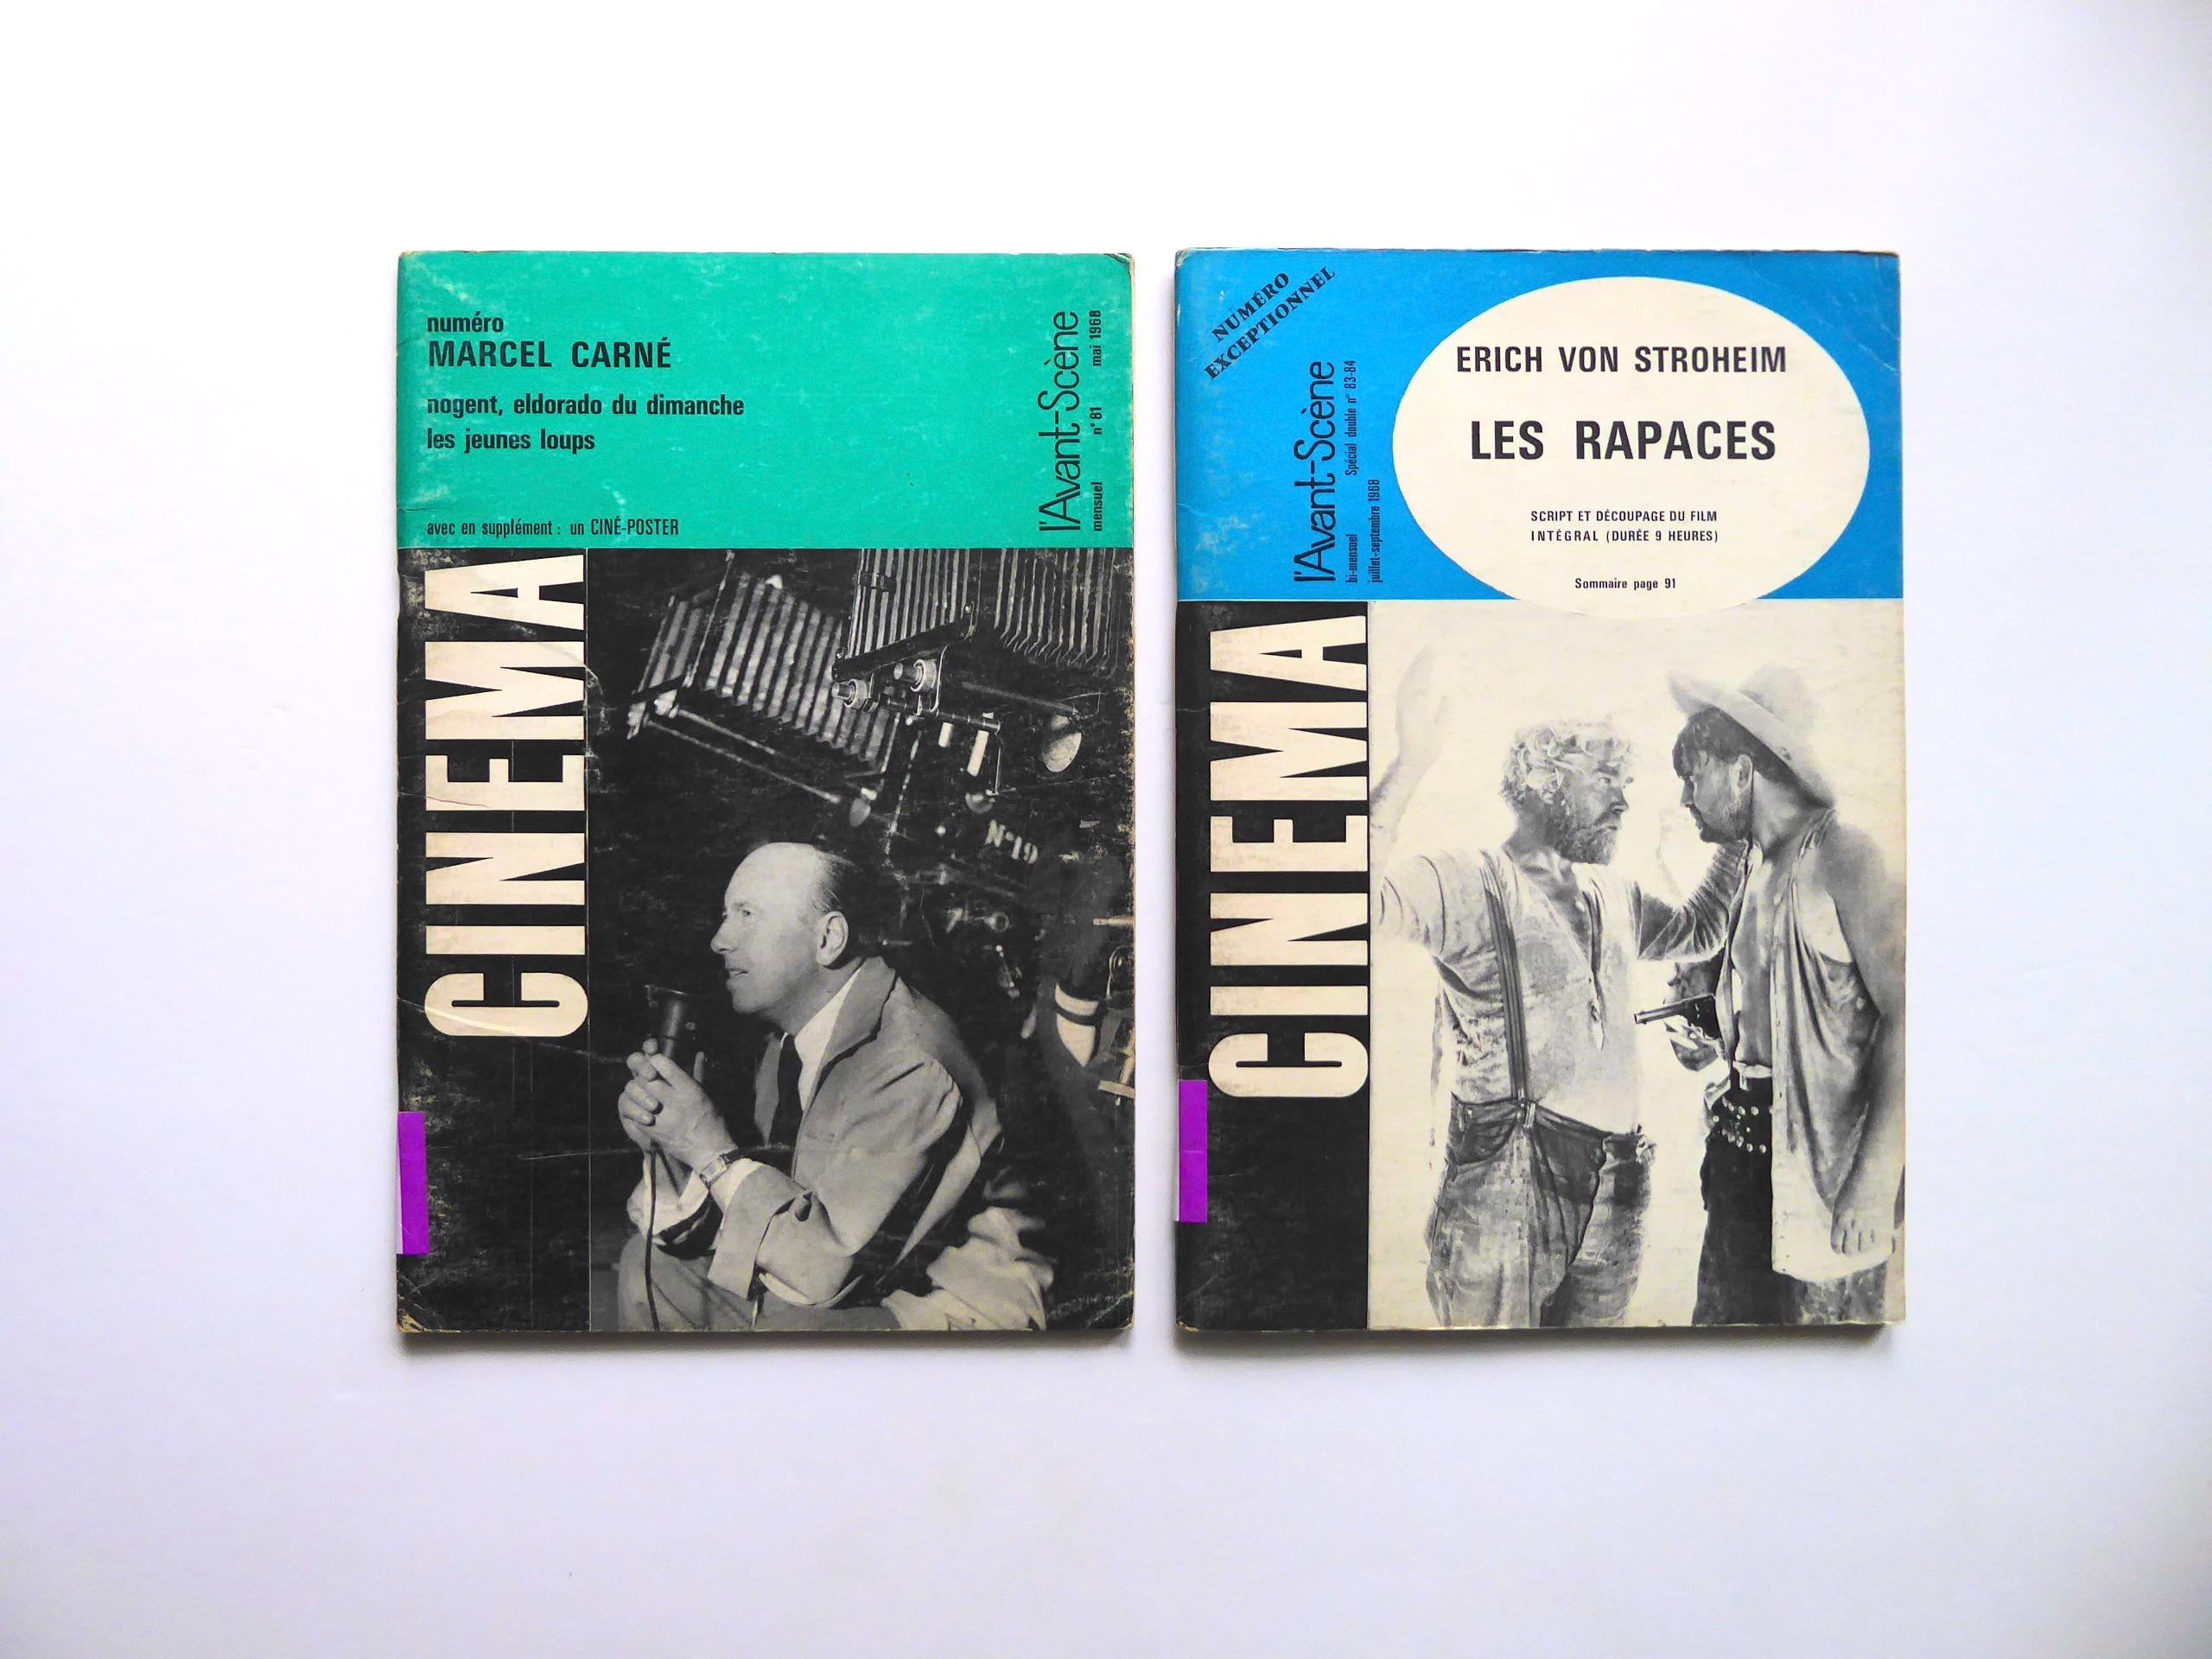 numéro
MARCEL CARNÉ
nogent, eldorado du dimanche
les jeunes loups
avec en supplément : un CINÉ-POSTER
l'Avant-Scène
mensuel n° 81 mai 1968
CINEMA
N°19
NUMÉRO
EXCEPTIONNEL
l'Avant-Scène
bi-mensuel Spécial double n° 83-84
juillet-septembre 1968
ERICH VON STROHEIM
LES RAPACES
SCRIPT ET DÉCOUPAGE DU FILM
INTÉGRAL (DURÉE 9 HEURES)
Sommaire page 91
CINEMA